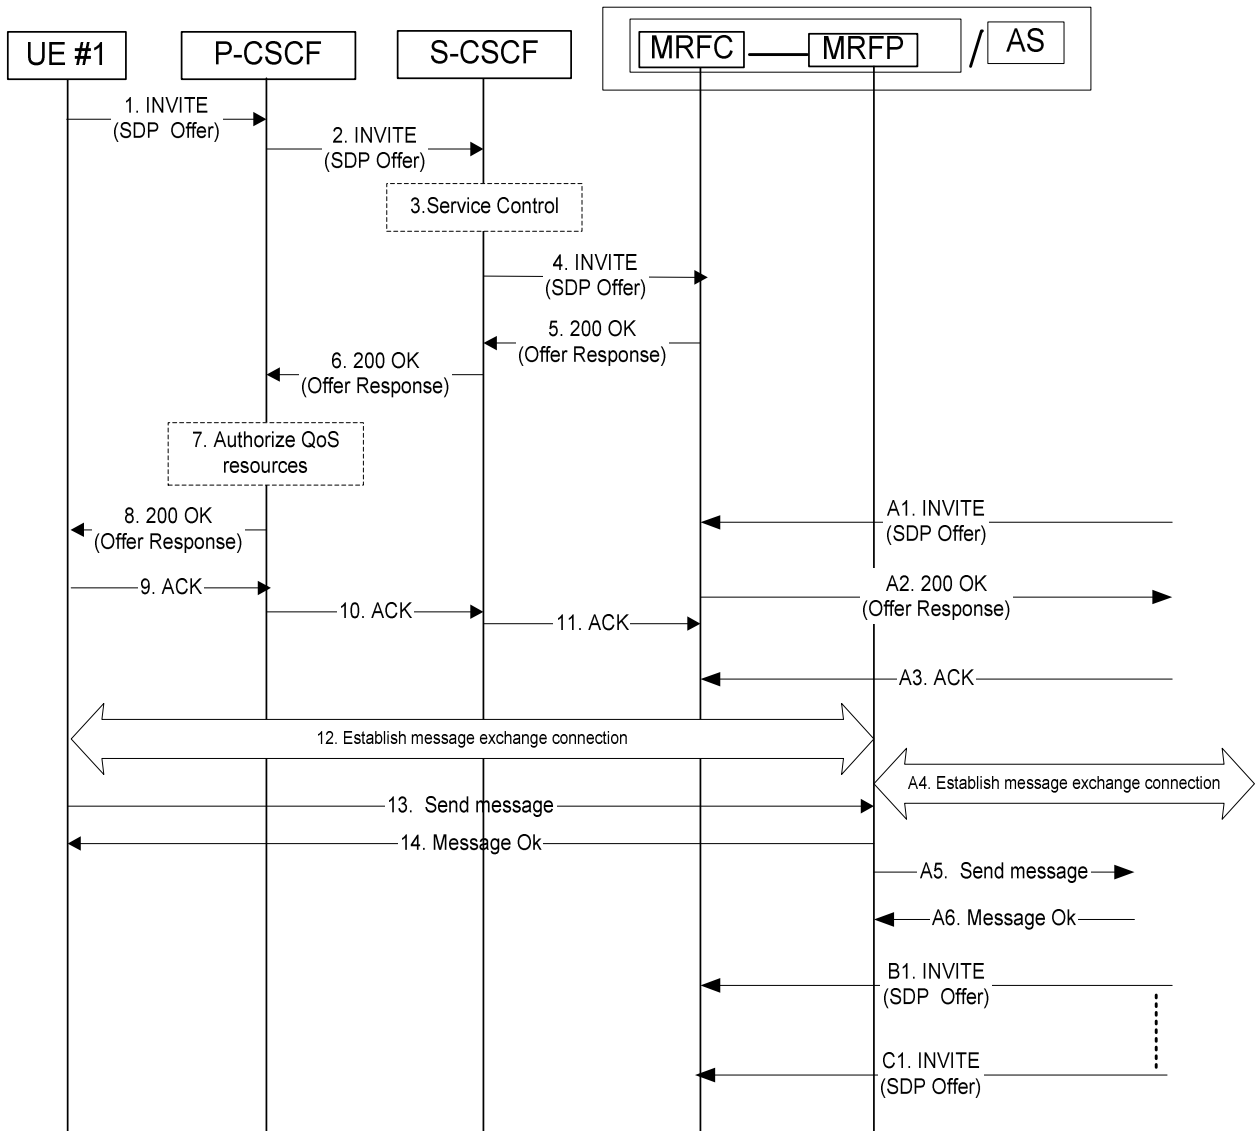 UE #1
P-CSCF
S-CSCF
MRFC
MRFP
/
AS
1. INVITE
(SDP Offer)
2. INVITE
(SDP Offer)
3.Service Control
4. INVITE
(SDP Offer)
5. 200 OK
(Offer Response)
6. 200 OK
(Offer Response)
7. Authorize QoS
resources
8. 200 OK
(Offer Response)
A1. INVITE
(SDP Offer)
9. ACK
A2. 200 OK
(Offer Response)
10. ACK
11. ACK
A3. ACK
12. Establish message exchange connection
A4. Establish message exchange connection
13. Send message
14. Message Ok
A5. Send message
A6. Message Ok
B1. INVITE
(SDP Offer)
C1. INVITE
(SDP Offer)